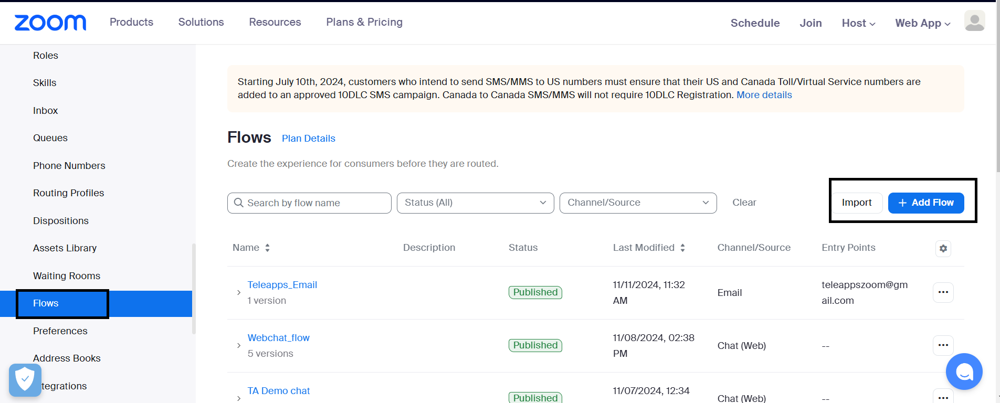 zoom
Products
Solutions
Resources
Plans & Pricing
Schedule
Join
Host
Web App
Roles
Skills
Inbox
Queues
Phone Numbers
Routing Profiles
Dispositions
Assets Library
Waiting Rooms
Flows
Preferences
Address Books
tegrations
Starting July 10th, 2024, customers who intend to send SMS/MMS to US numbers must ensure that their US and Canada Toll/Virtual Service numbers are
added to an approved 10DLC SMS campaign. Canada to Canada SMS/MMS will not require 10DLC Registration. More details
Flows Plan Details
Create the experience for consumers before they are routed.
Search by flow name
Status (All)
Channel/Source
Clear
Import
+ Add Flow
Name
Description
Status
Last Modified
Channel/Source
Entry Points
Teleapps_Email
1 version
Published
11/11/2024, 11:32
AM
Email
teleappszoom@gm
ail.com
Webchat_flow
5 versions
Published
11/08/2024, 02:38
PM
Chat (Web)
--
TA Demo chat
Published
11/07/2024, 12:34
Chat (Web)
--